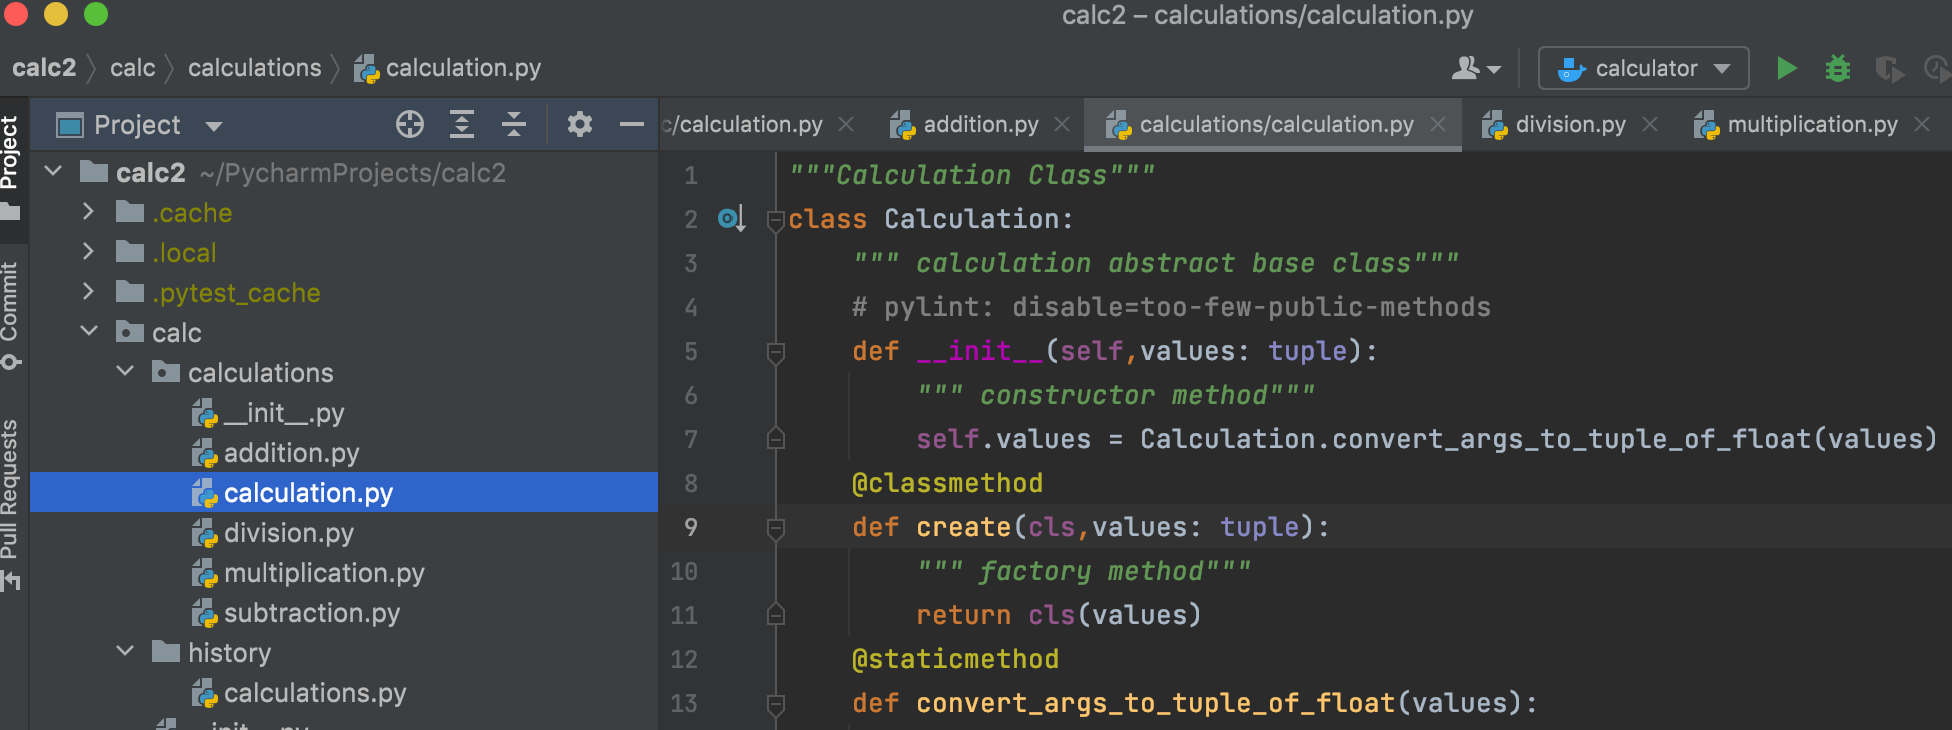 calc2 – calculations/calculation.py
calc2 calc calculations calculation.py
calculator
Project
c/calculation.py addition.py calculations/calculation.py division.py multiplication.py
Project
Commit
Pull Requests
calc2 ~/PycharmProjects/calc2
.cache
.local
.pytest_cache
calc
calculations
__init__.py
addition.py
calculation.py
division.py
multiplication.py
subtraction.py
history
calculations.py
__init__.py
1 """Calculation Class"""
2 class Calculation:
3 """ calculation abstract base class"""
4 # pylint: disable=too-few-public-methods
5 def __init__(self,values: tuple):
6 """ constructor method"""
7 self.values = Calculation.convert_args_to_tuple_of_float(values)
8 @classmethod
9 def create(cls,values: tuple):
10 """ factory method"""
11 return cls(values)
12 @staticmethod
13 def convert_args_to_tuple_of_float(values):